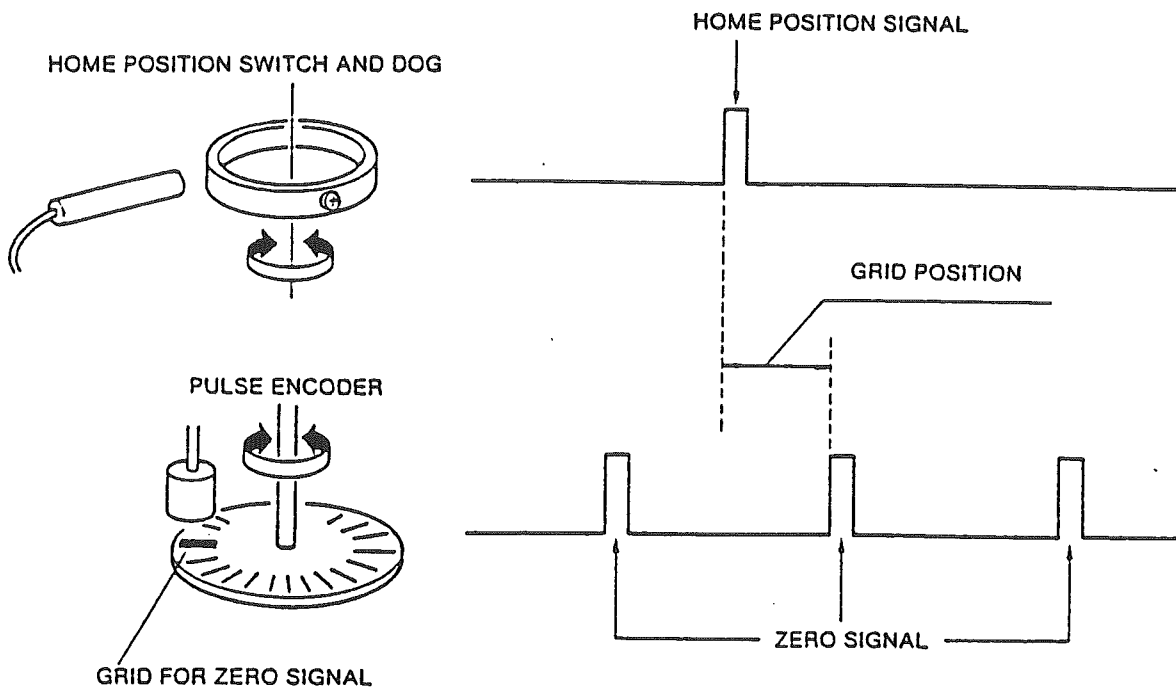 HOME POSITION SIGNAL
HOME POSITION SWITCH AND DOG
GRID POSITION
PULSE ENCODER
ZERO SIGNAL
GRID FOR ZERO SIGNAL